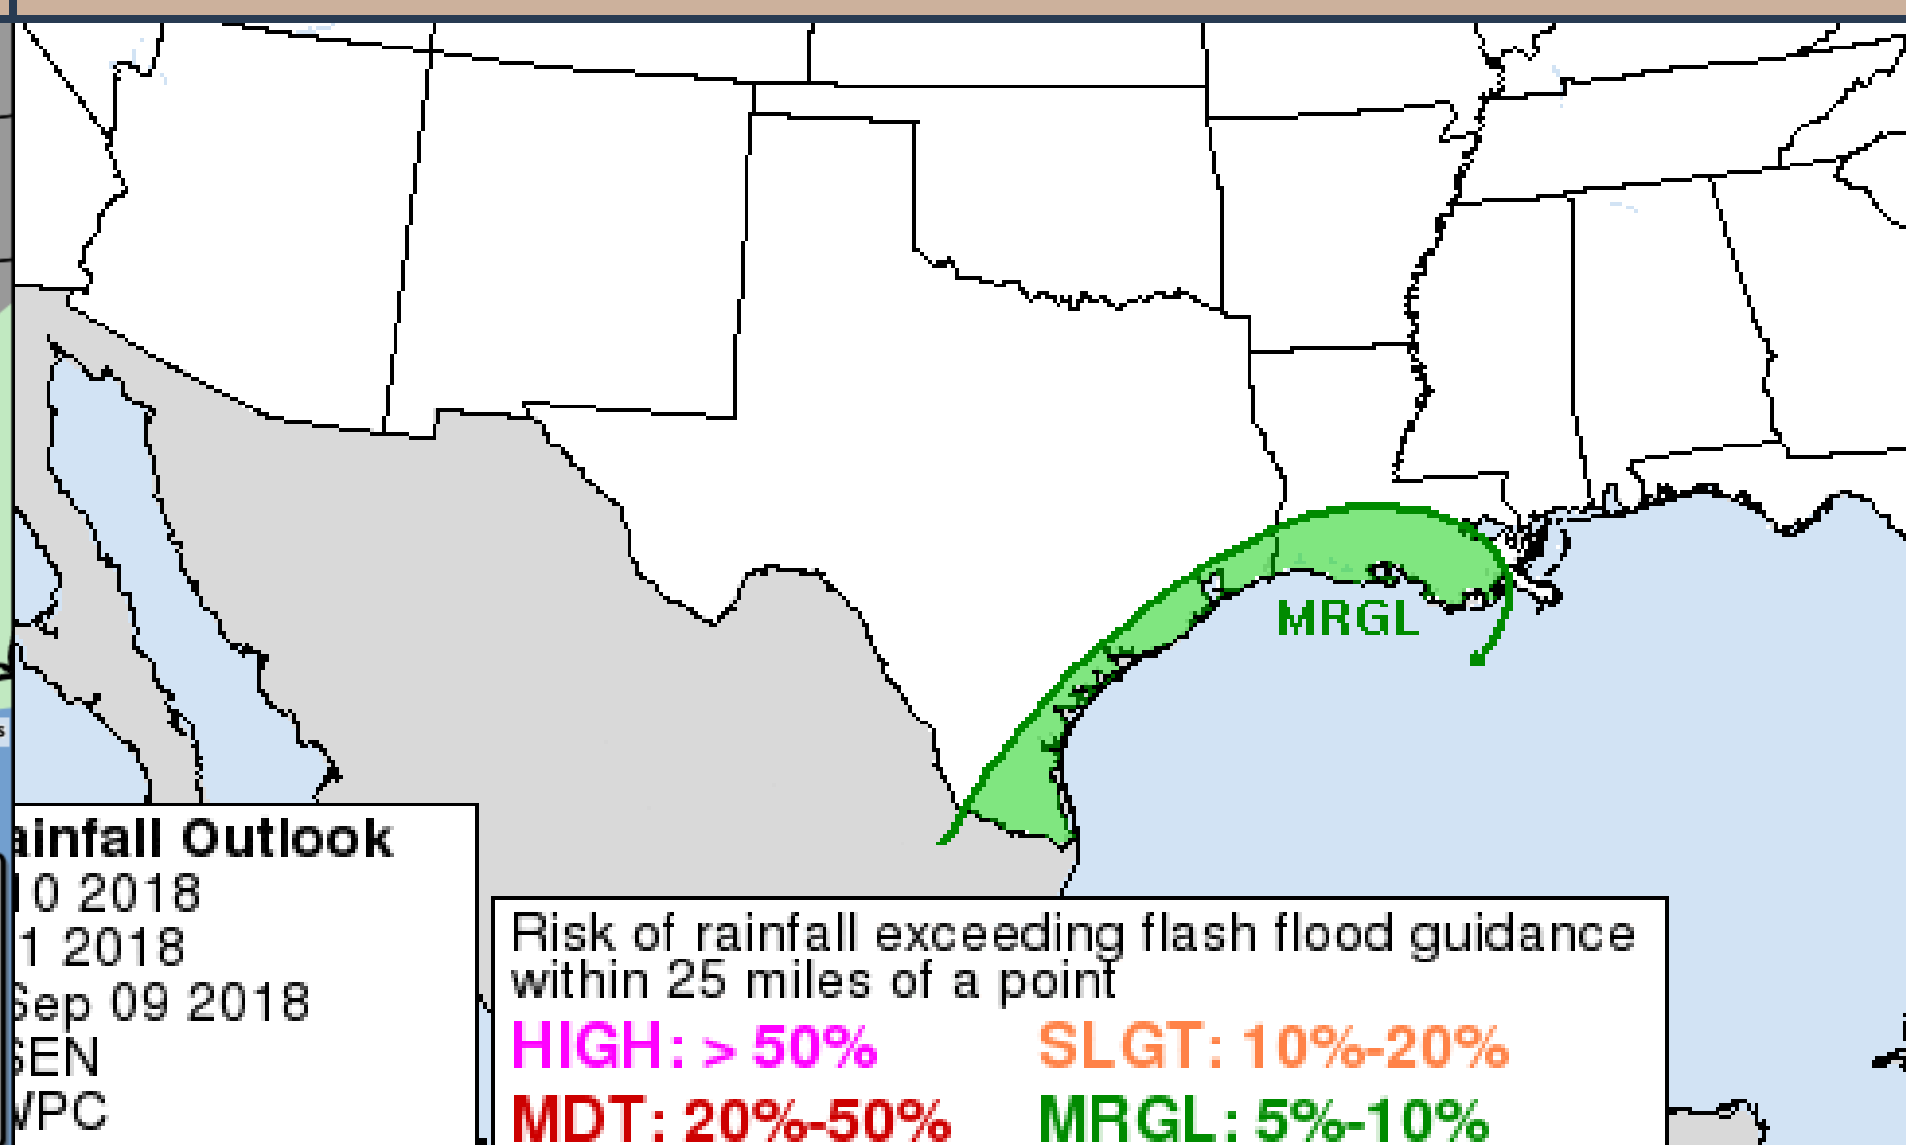 MRGL
ainfall Outlook
10 2018
1 2018
Sep 09 2018
SEN
WPC
Risk of rainfall exceeding flash flood guidance
within 25 miles of a point
HIGH: > 50% SLGT: 10%-20%
MDT: 20%-50% MRGL: 5%-10%